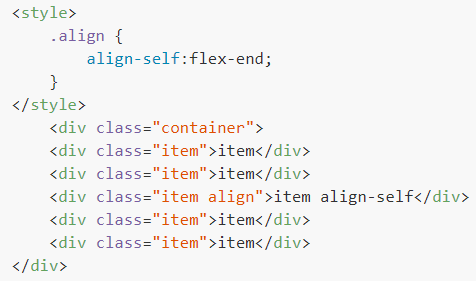 <style>
.align {
align-self:flex-end;
}
</style>
<div class="container">
<div class="item">item</div>
<div class="item">item</div>
<div class="item align">item align-self</div>
<div class="item">item</div>
<div class="item">item</div>
</div>